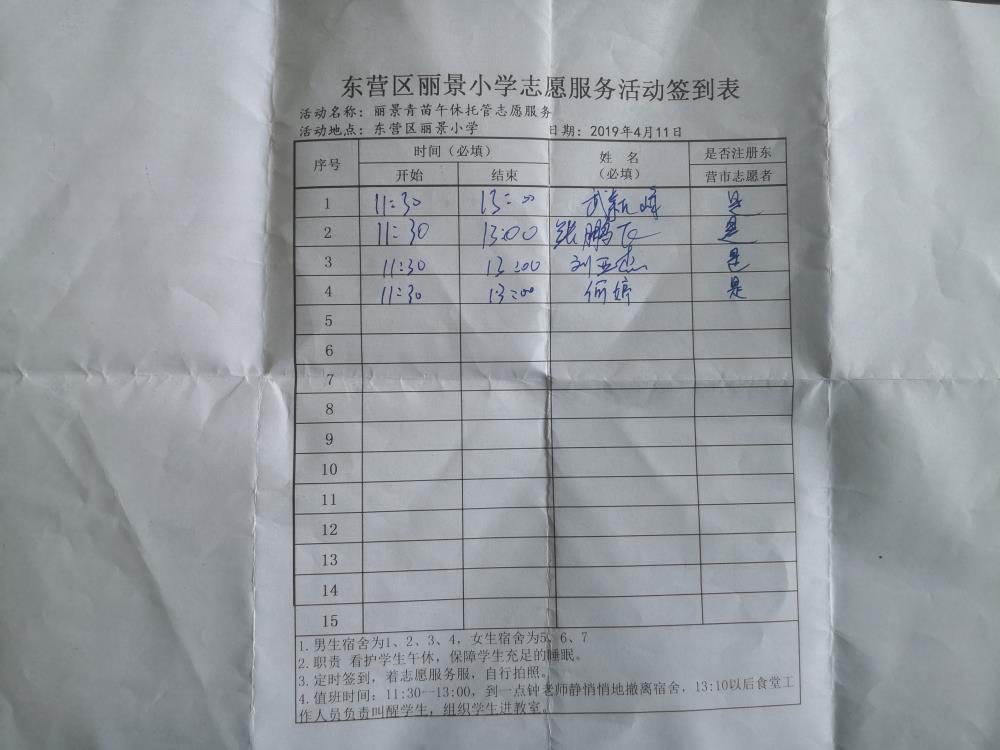 东营区丽景小学志愿服务活动签到表
活动名称：丽景青苗午休托管志愿服务
活动地点：东营区丽景小学 日期：2019年4月11日
序号 时间（必填） 姓名（必填） 是否注册东营市志愿者
开始 结束
1 11:30 13:00 武 是
2 11:30 13:00 张鹏飞 是
3 11:30 13:00 刘亚杰 是
4 11:30 13:00 何婷 是
5
6
7
8
9
10
11
12
13
14
15
1.男生宿舍为1、2、3、4，女生宿舍为5、6、7
2.职责 看护学生午休，保障学生充足的睡眠。
3.定时签到，着志愿服务服，自行拍照。
4.值班时间：11:30--13:00，到一点钟老师静悄悄地撤离宿舍，13:10以后食堂工
作人员负责叫醒学生，组织学生进教室。